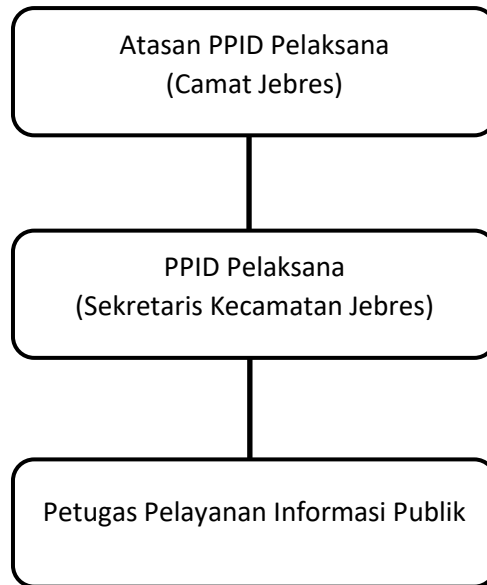 Atasan PPID Pelaksana
(Camat Jebres)
PPID Pelaksana
(Sekretaris Kecamatan Jebres)
Petugas Pelayanan Informasi Publik